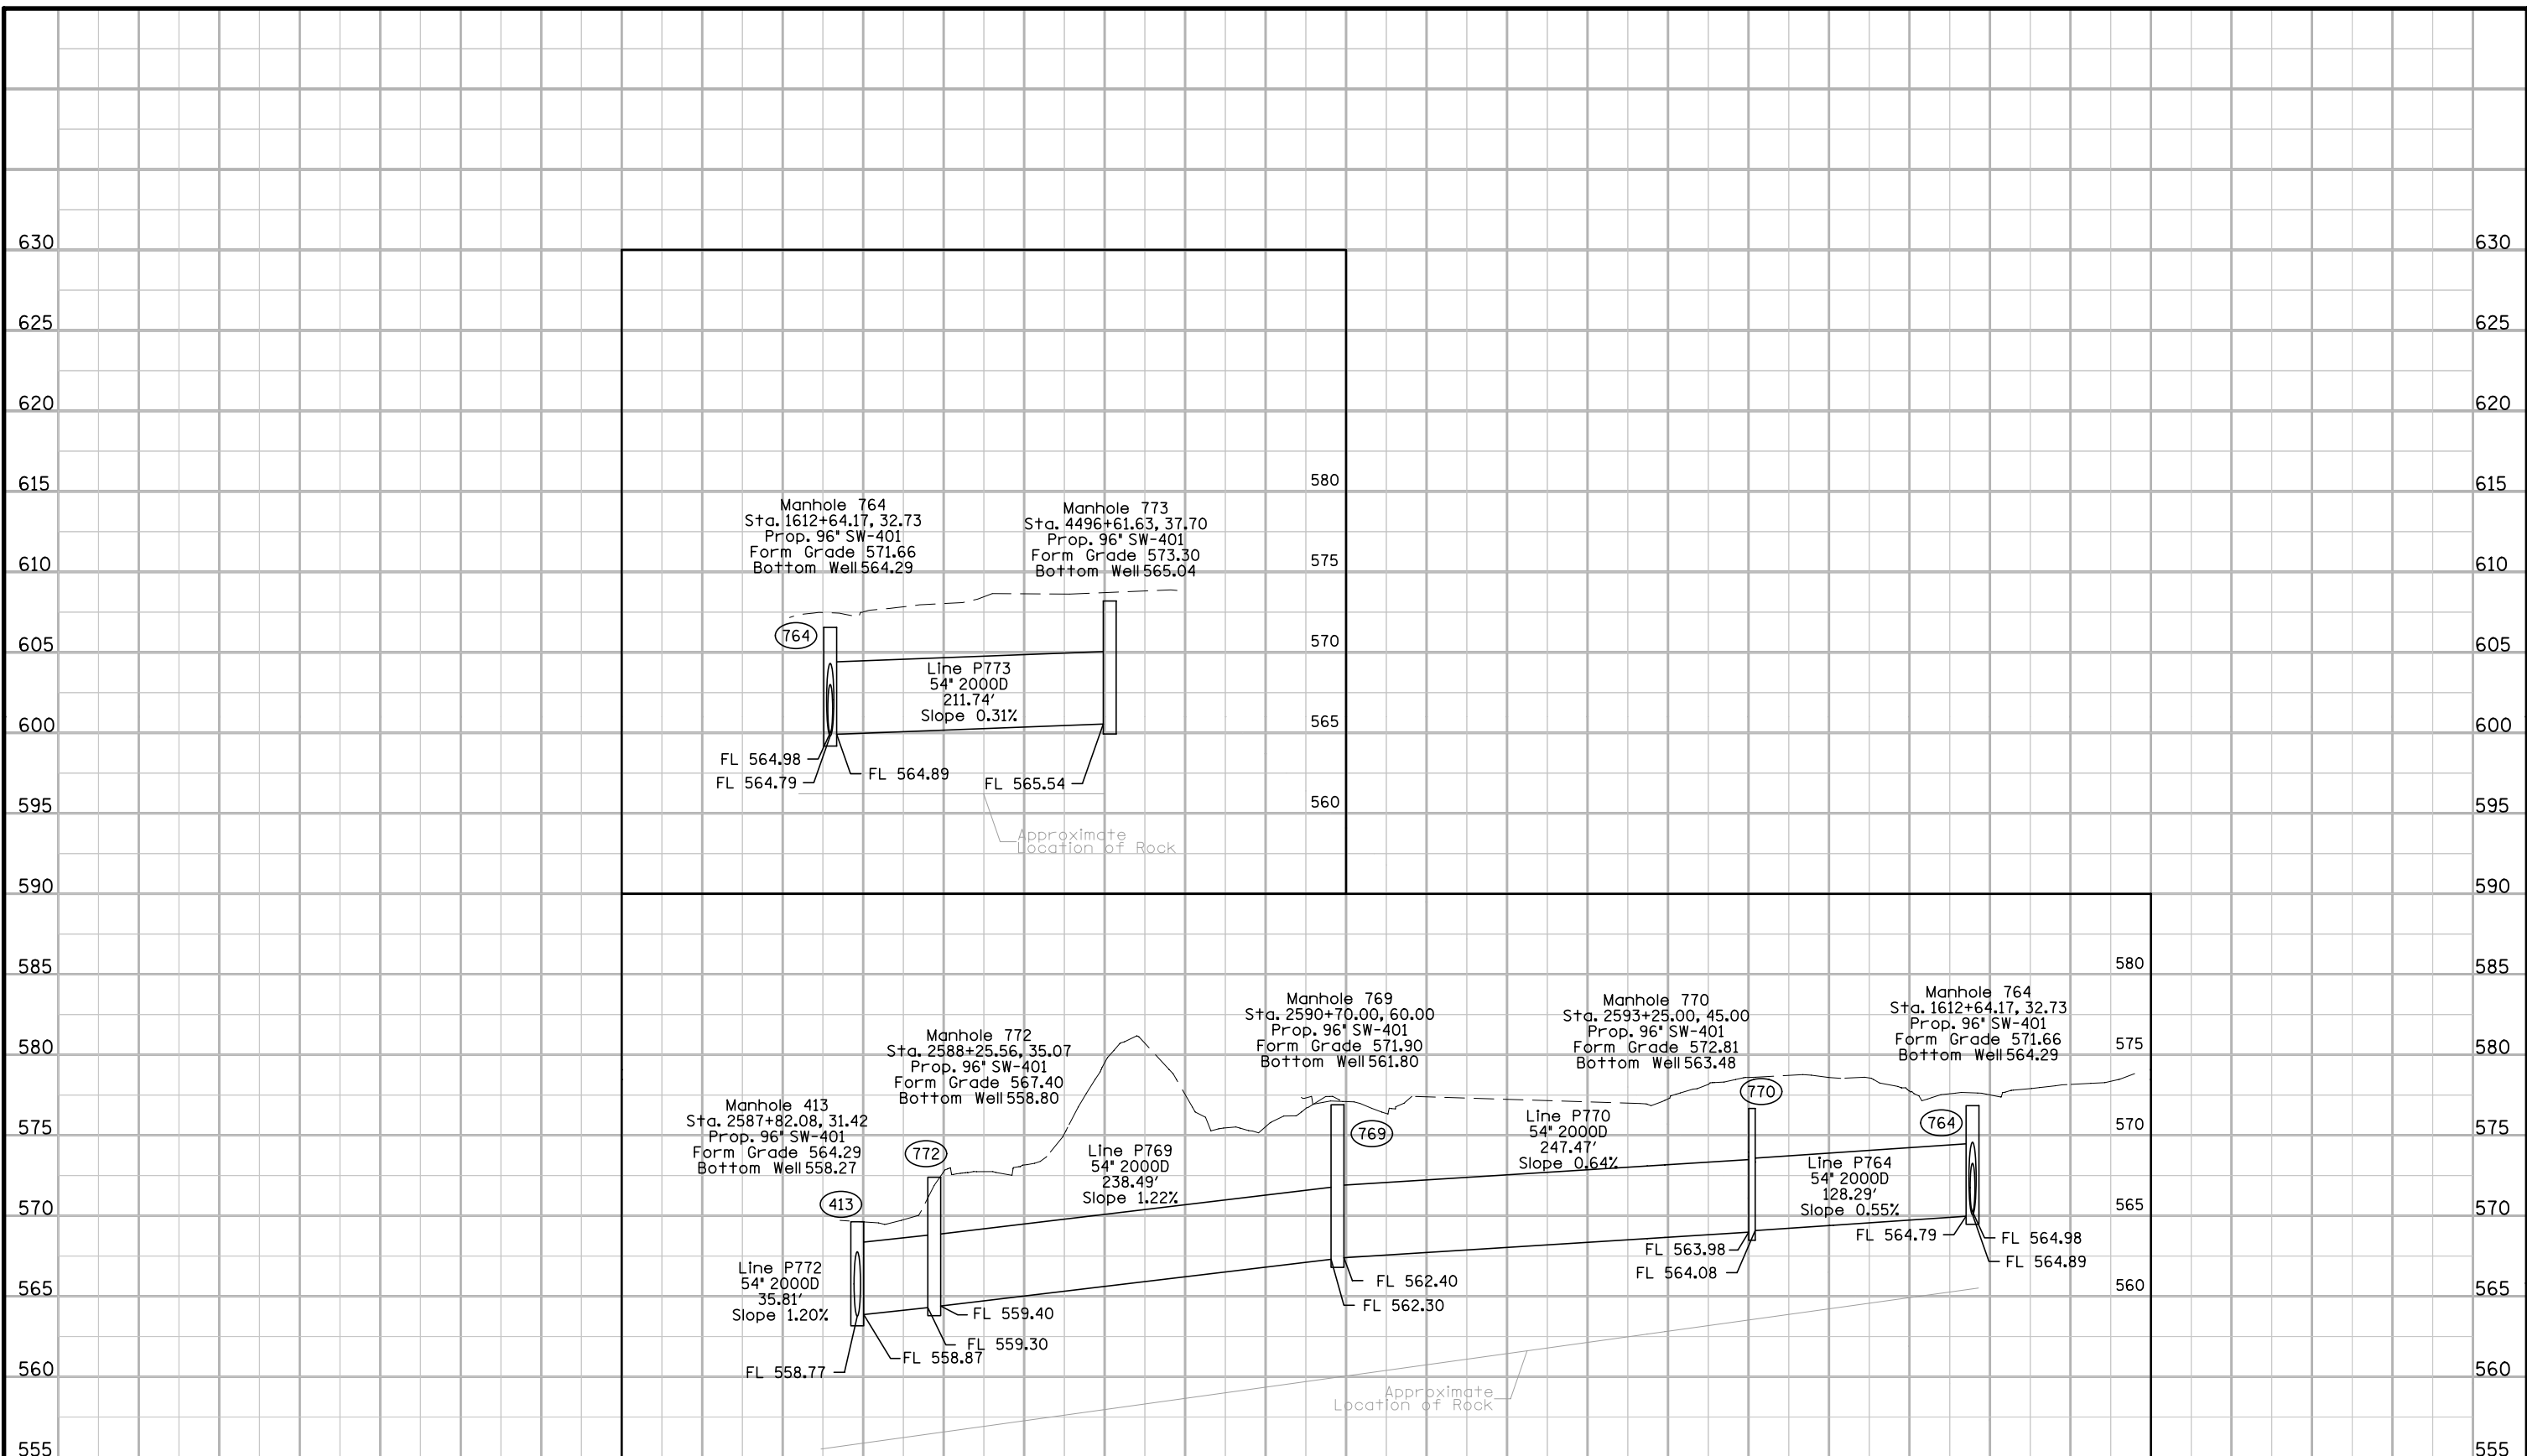 630
630
625
625
620
620
615
615
610
610
605
605
600
600
595
595
590
590
585
585
580
580
575
575
570
570
565
565
560
560
555
555
580
575
570
565
560
Manhole 764
Sta. 1612+64.17, 32.73
Prop. 96" SW-401
Form Grade 571.66
Bottom Well 564.29
Manhole 773
Sta. 4496+61.63, 37.70
Prop. 96" SW-401
Form Grade 573.30
Bottom Well 565.04
764
Line P773
54" 2000D
211.74'
Slope 0.31%
FL 564.98
FL 564.79
FL 564.89
FL 565.54
Approximate
Location of Rock
580
575
570
565
560
Manhole 413
Sta. 2587+82.08, 31.42
Prop. 96" SW-401
Form Grade 564.29
Bottom Well 558.27
Manhole 772
Sta. 2588+25.56, 35.07
Prop. 96" SW-401
Form Grade 567.40
Bottom Well 558.80
Manhole 769
Sta. 2590+70.00, 60.00
Prop. 96" SW-401
Form Grade 571.90
Bottom Well 561.80
Manhole 770
Sta. 2593+25.00, 45.00
Prop. 96" SW-401
Form Grade 572.81
Bottom Well 563.48
Manhole 764
Sta. 1612+64.17, 32.73
Prop. 96" SW-401
Form Grade 571.66
Bottom Well 564.29
413
772
769
770
764
Line P772
54" 2000D
35.81'
Slope 1.20%
Line P769
54" 2000D
238.49'
Slope 1.22%
Line P770
54" 2000D
247.47'
Slope 0.64%
Line P764
54" 2000D
128.29'
Slope 0.55%
FL 558.77
FL 558.87
FL 559.30
FL 559.40
FL 562.40
FL 562.30
FL 563.98
FL 564.08
FL 564.79
FL 564.98
FL 564.89
Approximate
Location of Rock